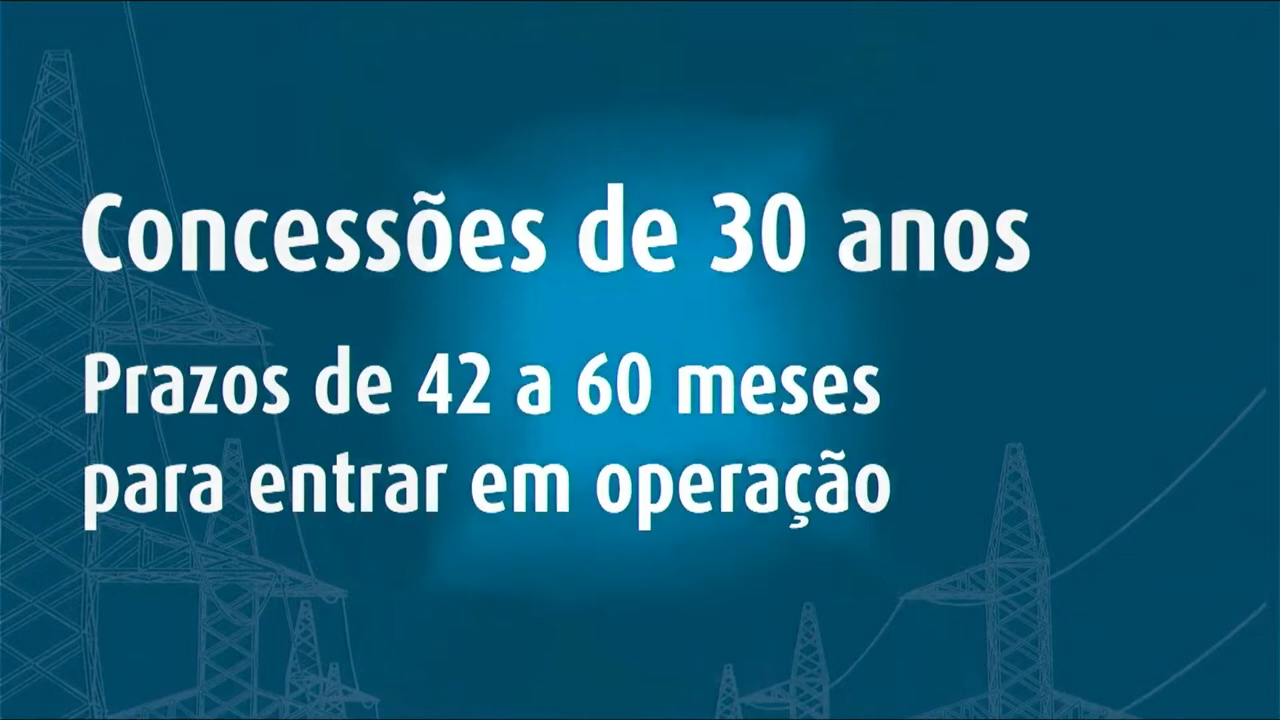 Concessões de 30 anos
Prazos de 42 a 60 meses
para entrar em operação